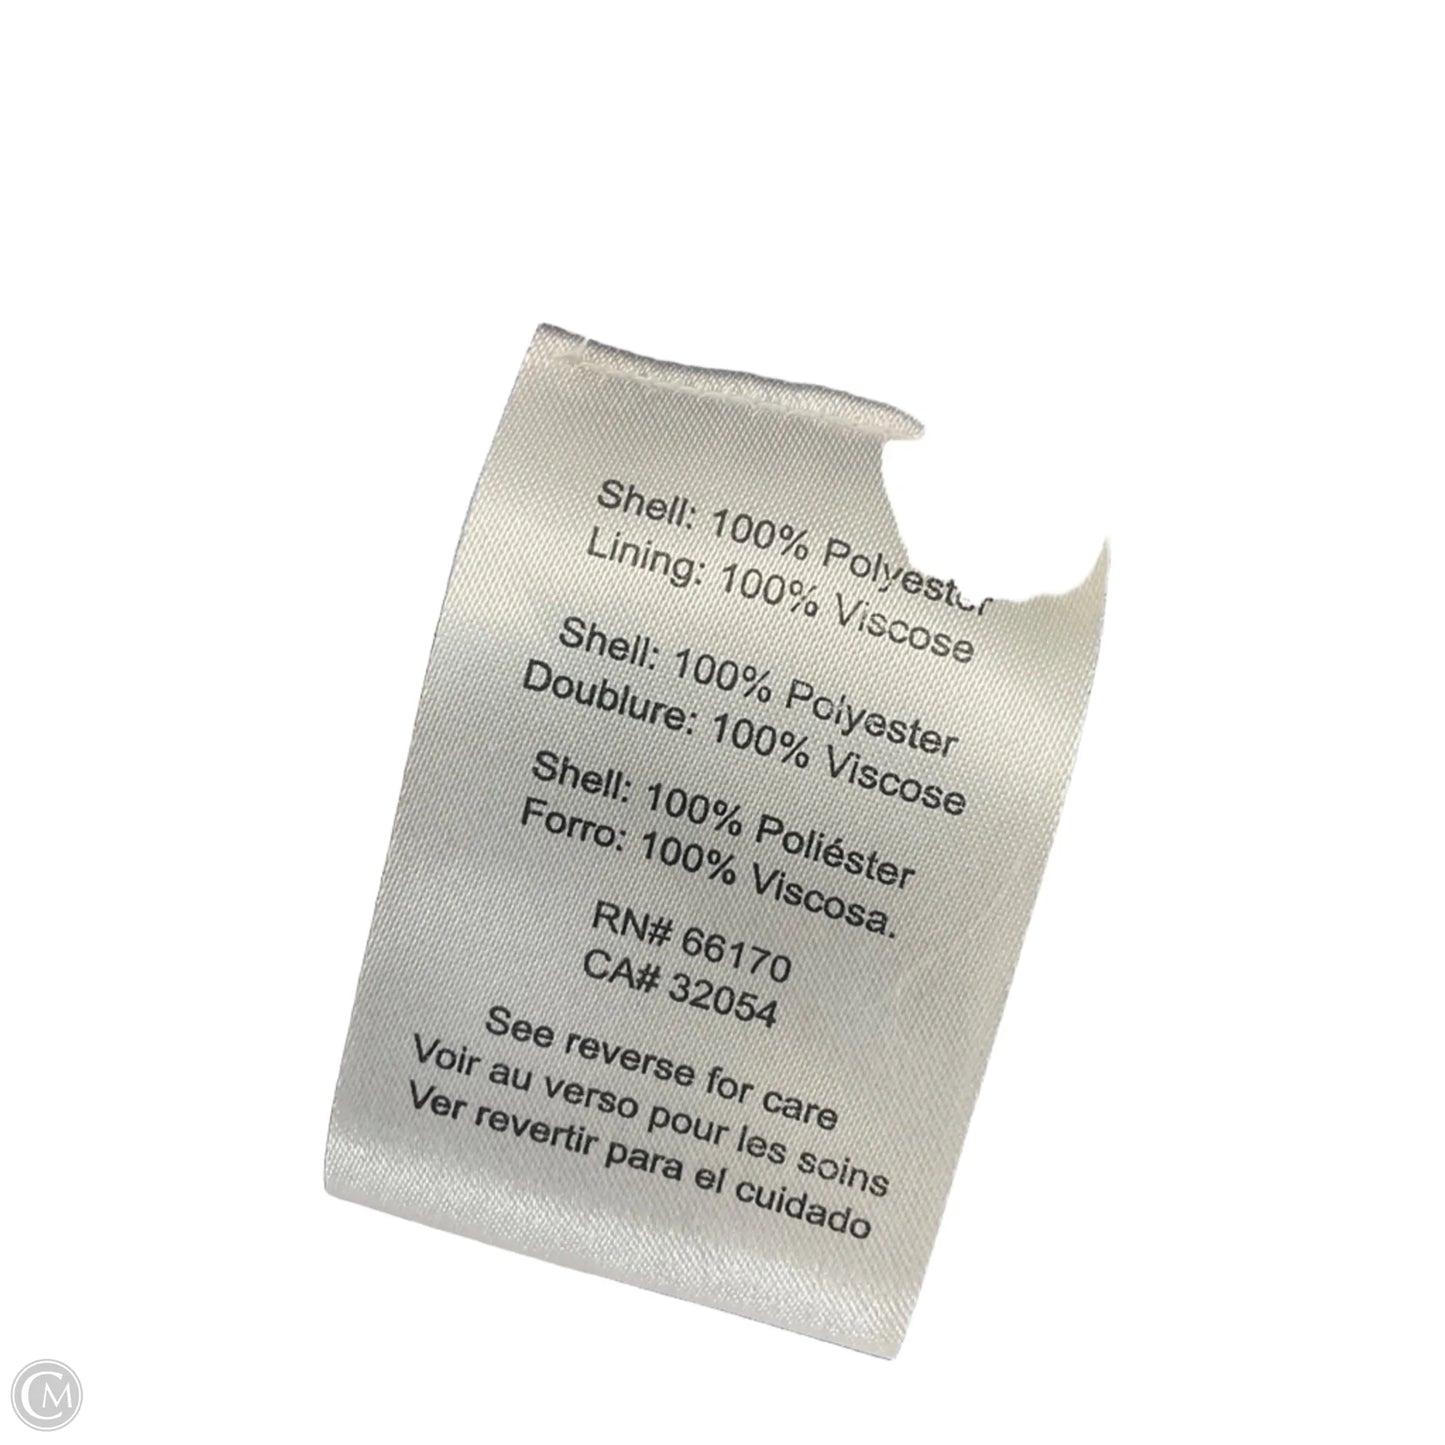 Shell: 100% Polyester
Lining: 100% Viscose
Shell: 100% Polyester
Doublure: 100% Viscose
Shell: 100% Poliéster
Forro: 100% Viscosa.
RN# 66170
CA# 32054
See reverse for care
Voir au verso pour les soins
Ver revertir para el cuidado
CM